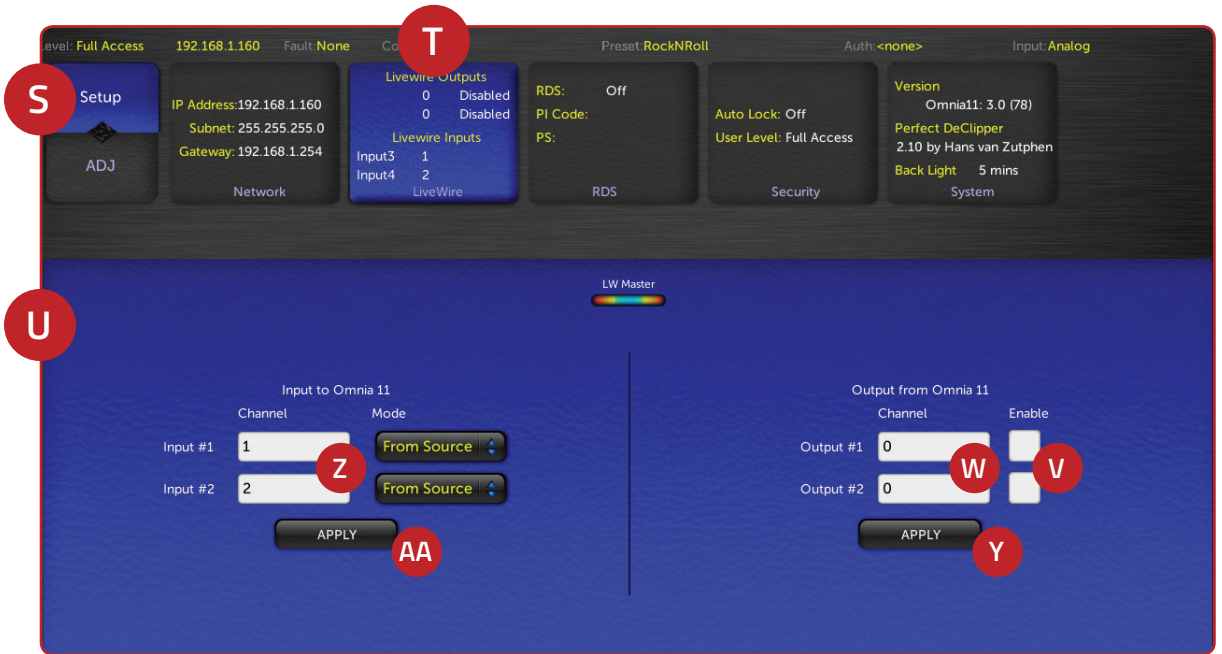 T
Level: Full Access 192.168.1.160 Fault:None Co Preset:RockNRoll Auth:<none> Input:Analog
S
Setup
ADJ
IP Address:192.168.1.160
Subnet: 255.255.255.0
Gateway: 192.168.1.254
Network
Livewire Outputs
0 Disabled
0 Disabled
Livewire Inputs
Input3 1
Input4 2
LiveWire
RDS: Off
PI Code:
PS:
RDS
Auto Lock: Off
User Level: Full Access
Security
Version
Omnia11: 3.0 (78)
Perfect DeClipper
2.10 by Hans van Zutphen
Back Light 5 mins
System
U
LW Master
Input to Omnia 11
Channel Mode
Input #1 1 From Source
Z
Input #2 2 From Source
APPLY
AA
Output from Omnia 11
Channel Enable
Output #1 0
W V
Output #2 0
APPLY
Y